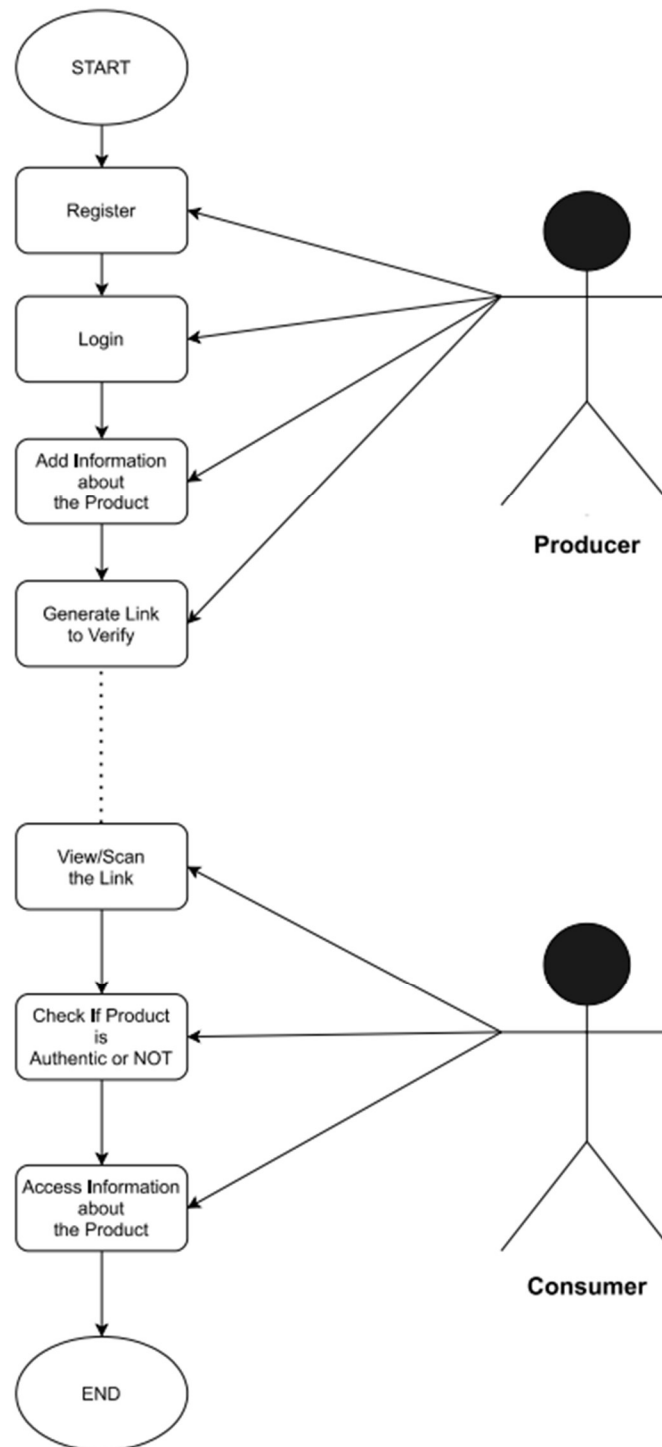 START
Register
Login
Add Information
about
the Product
Generate Link
to Verify
Producer
View/Scan
the Link
Check If Product
is
Authentic or NOT
Access Information
about
the Product
Consumer
END